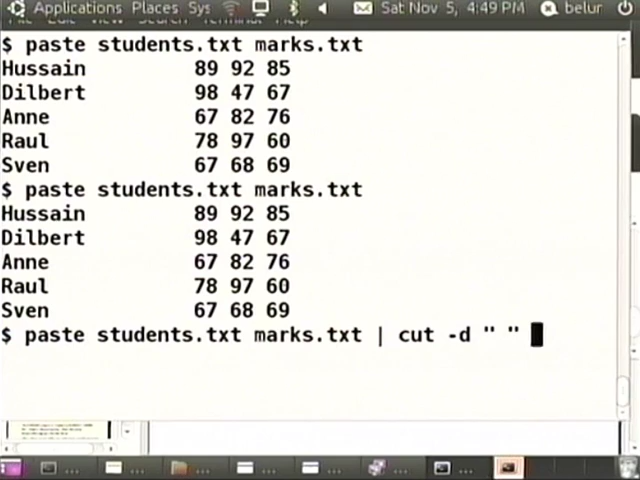 Applications Places Sys Sat Nov 5, 4:49 PM belur
$ paste students.txt marks.txt
Hussain 89 92 85
Dilbert 98 47 67
Anne 67 82 76
Raul 78 97 60
Sven 67 68 69
$ paste students.txt marks.txt
Hussain 89 92 85
Dilbert 98 47 67
Anne 67 82 76
Raul 78 97 60
Sven 67 68 69
$ paste students.txt marks.txt | cut -d " "